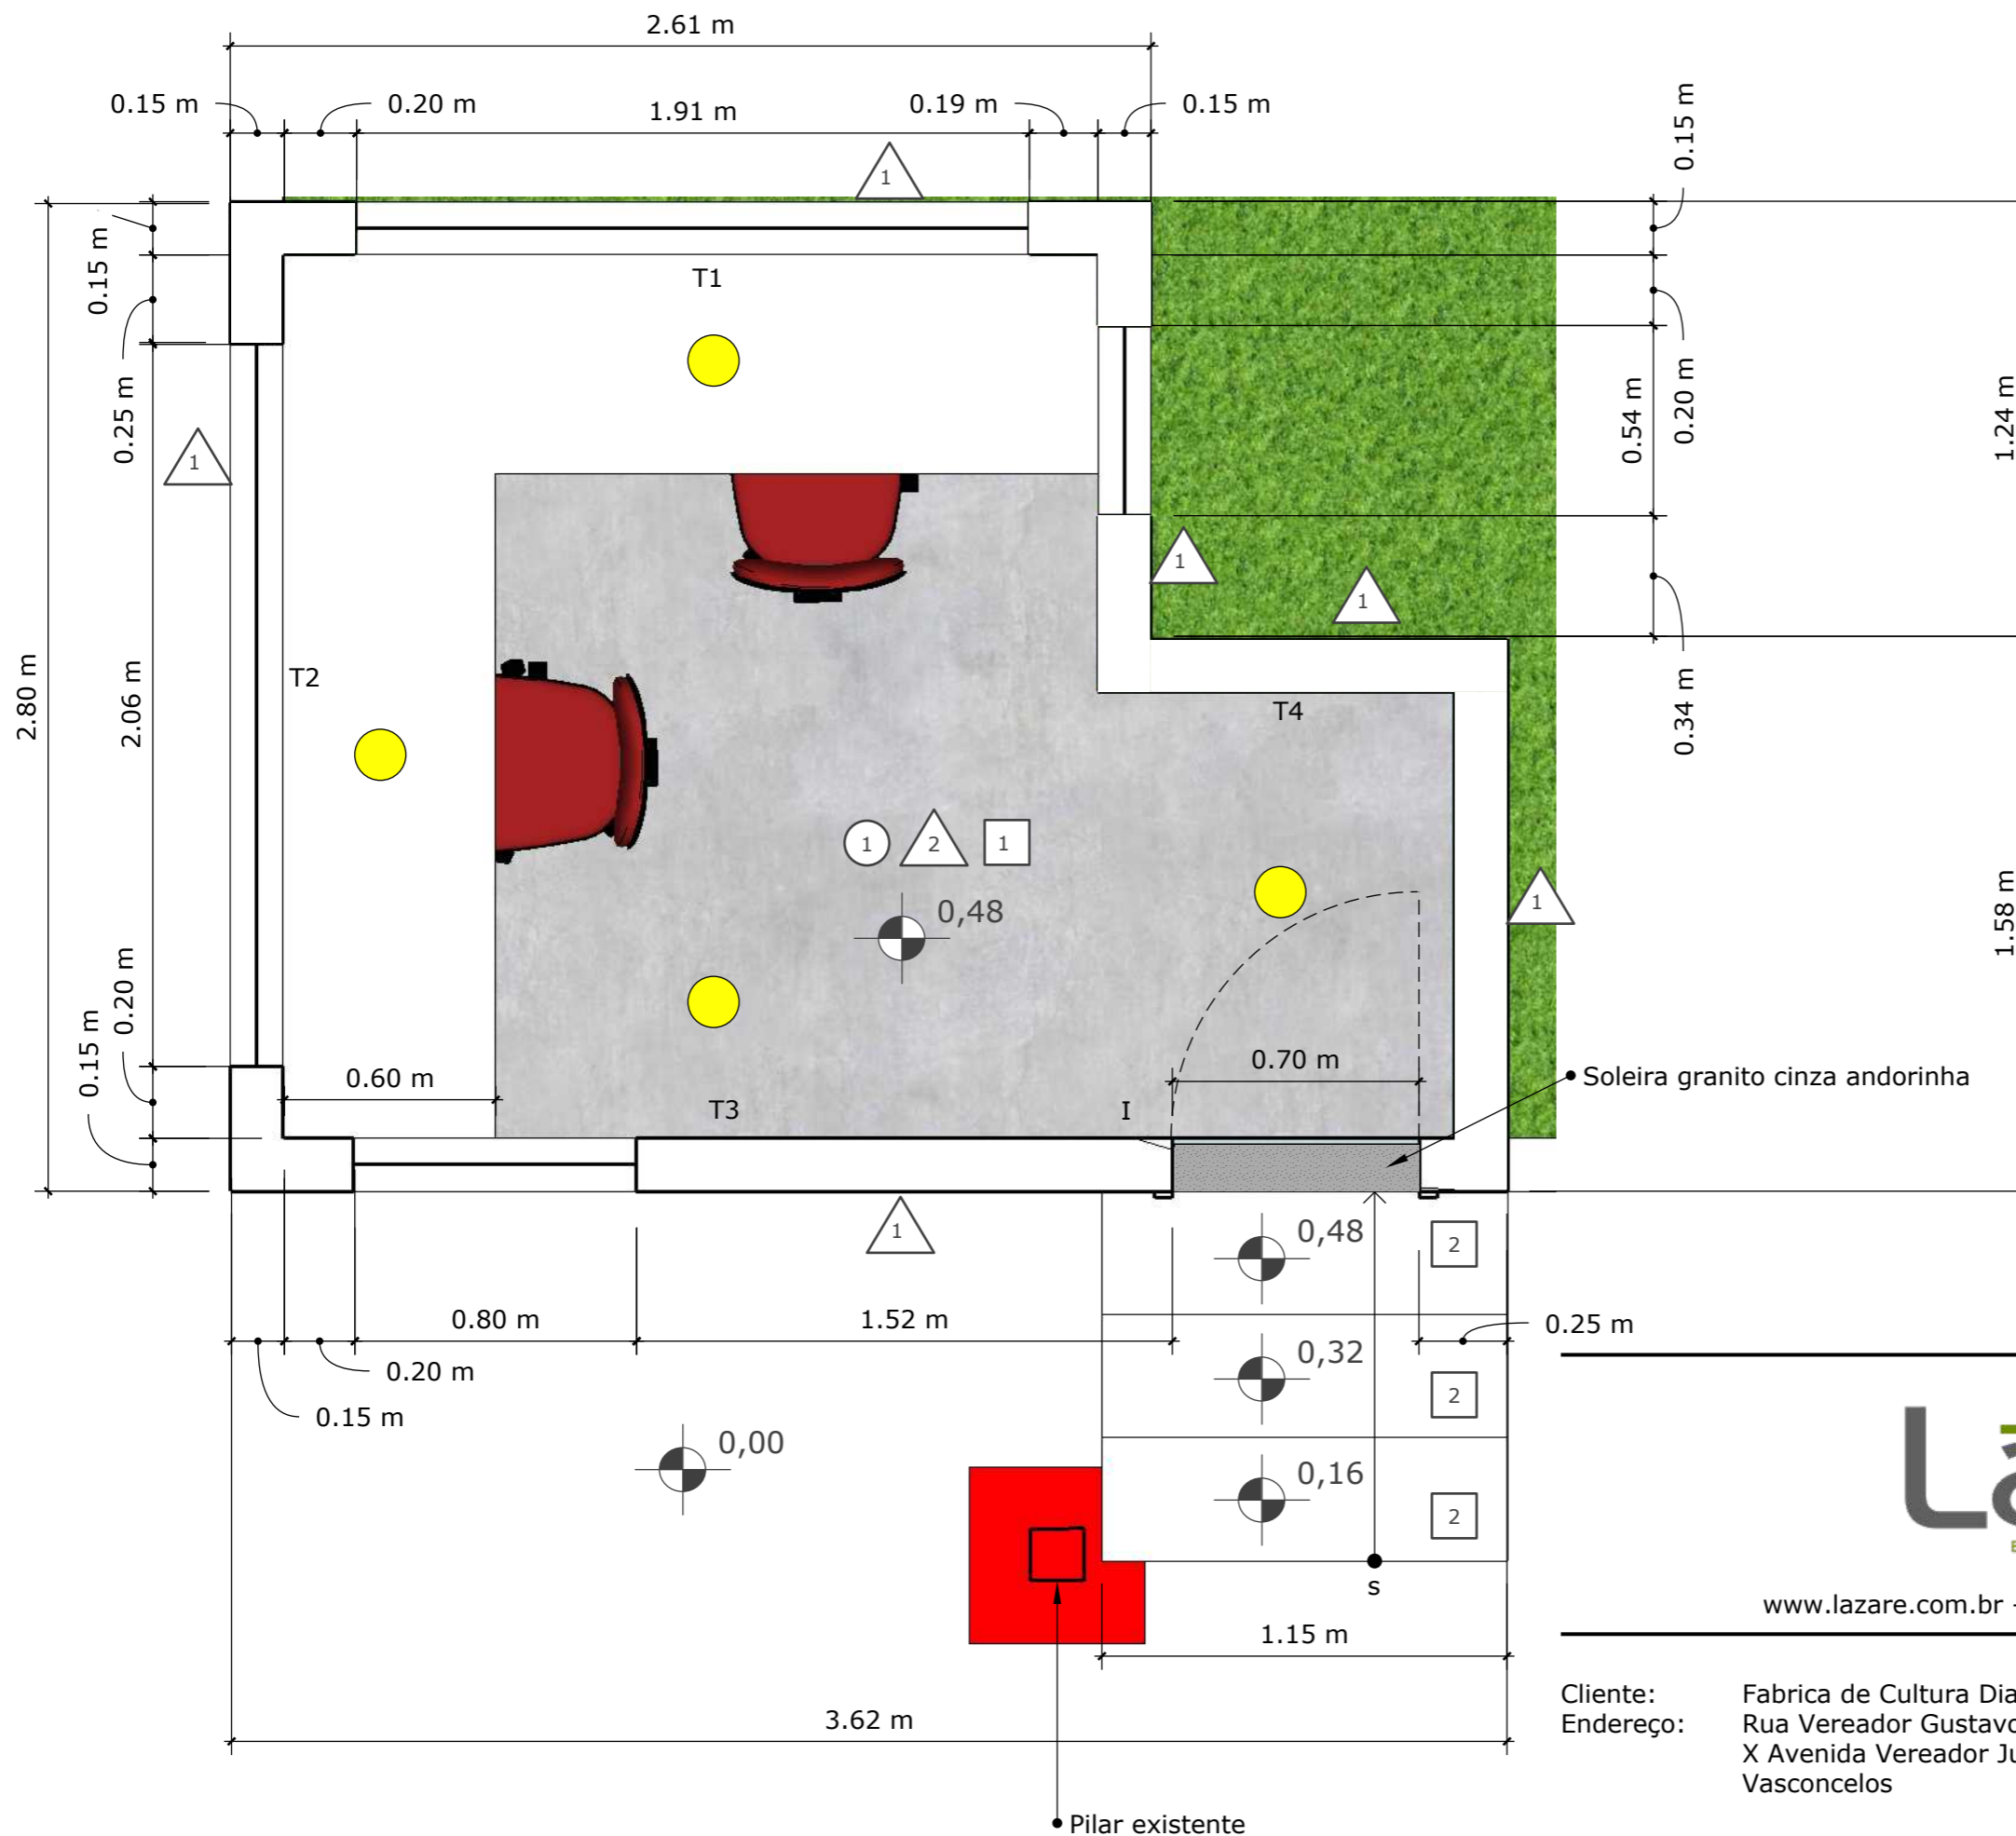 2.61 m
0.15 m
0.20 m
1.91 m
0.19 m
0.15 m
0.15 m
1
T1
0.15 m
0.25 m
1
0.54 m
0.20 m
1.24 m
1
1
2.80 m
2.06 m
T2
0.34 m
T4
1
2
1
0,48
1
1.58 m
0.20 m
0.15 m
0.60 m
0.70 m
T3
I
Soleira granito cinza andorinha
1
0,48
2
0.80 m
1.52 m
0.25 m
0.20 m
0.15 m
0,32
2
0,00
0,16
2
s
La
www.lazare.com.br -
1.15 m
3.62 m
Cliente: Fabrica de Cultura Dia
Endereço: Rua Vereador Gustavo
X Avenida Vereador Ju
Vasconcelos
Pilar existente